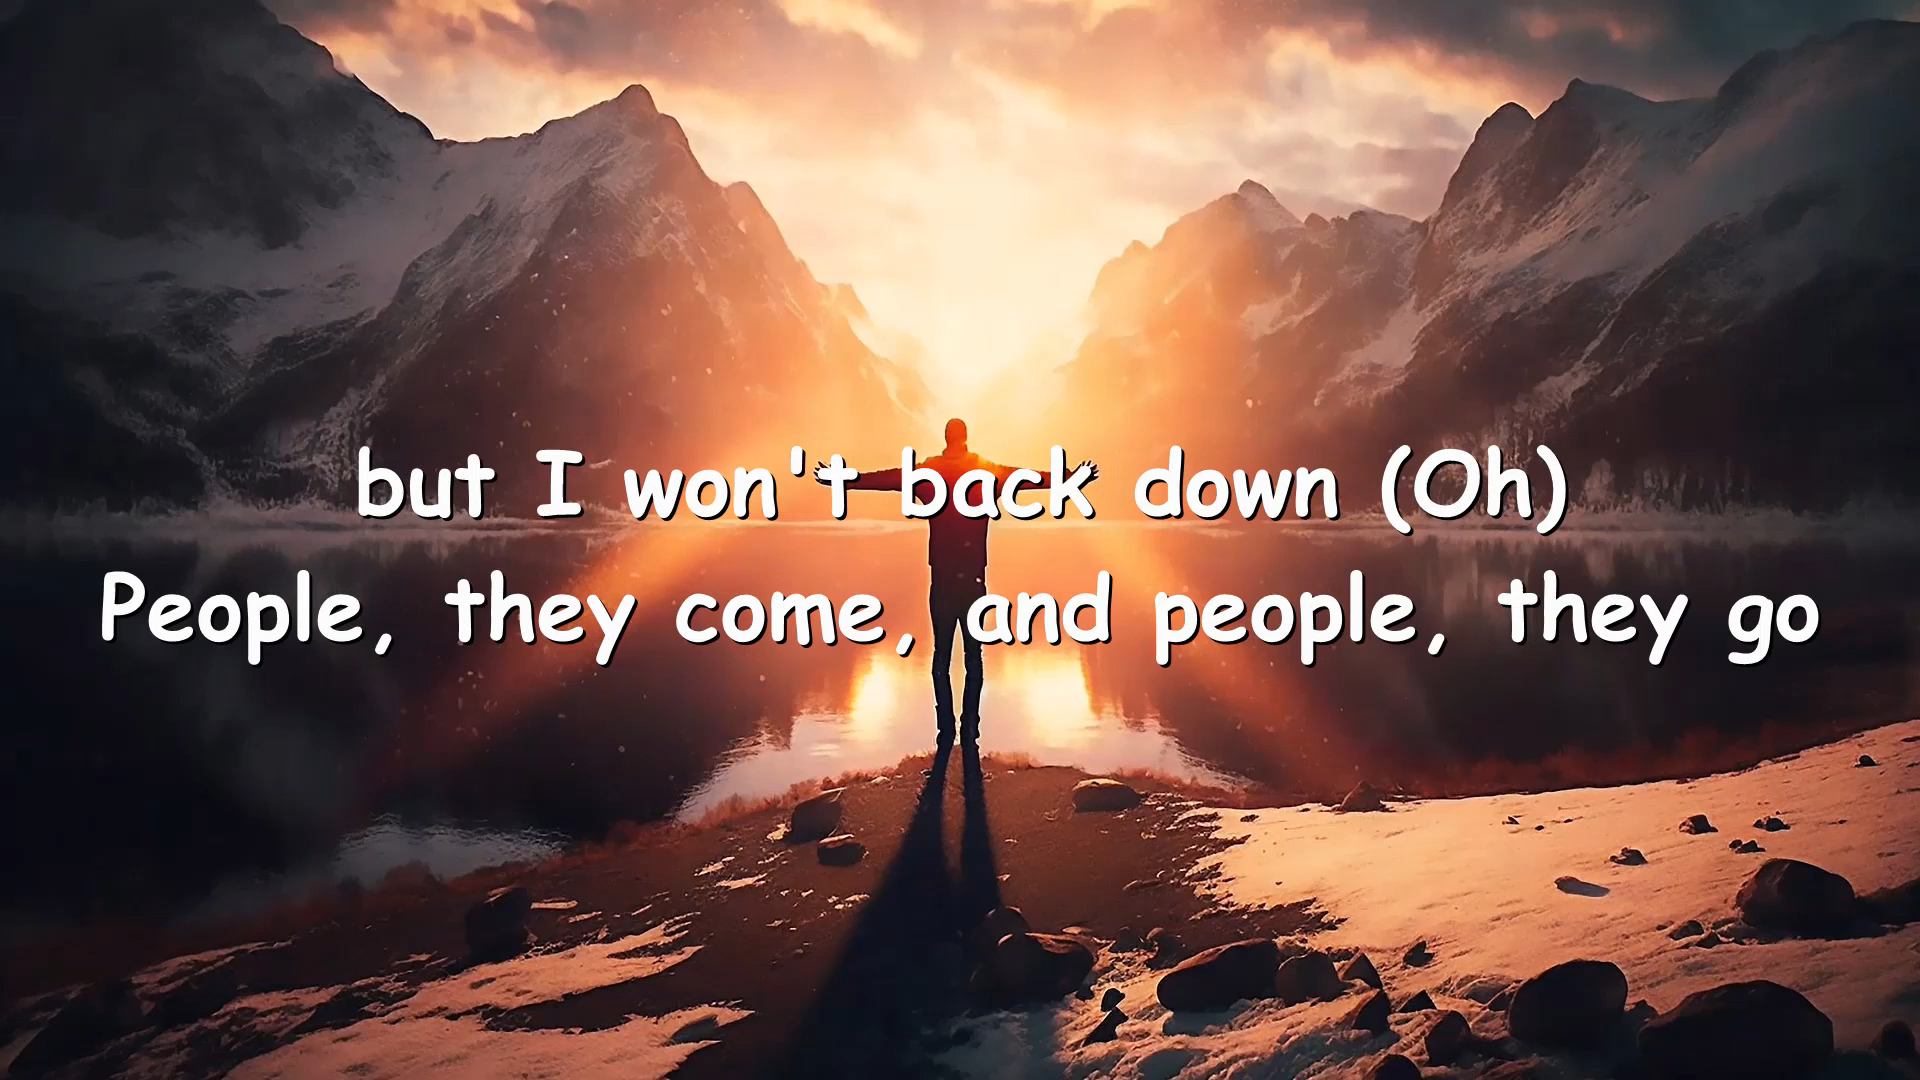 but I won't back down (Oh)
People, they come, and people, they go